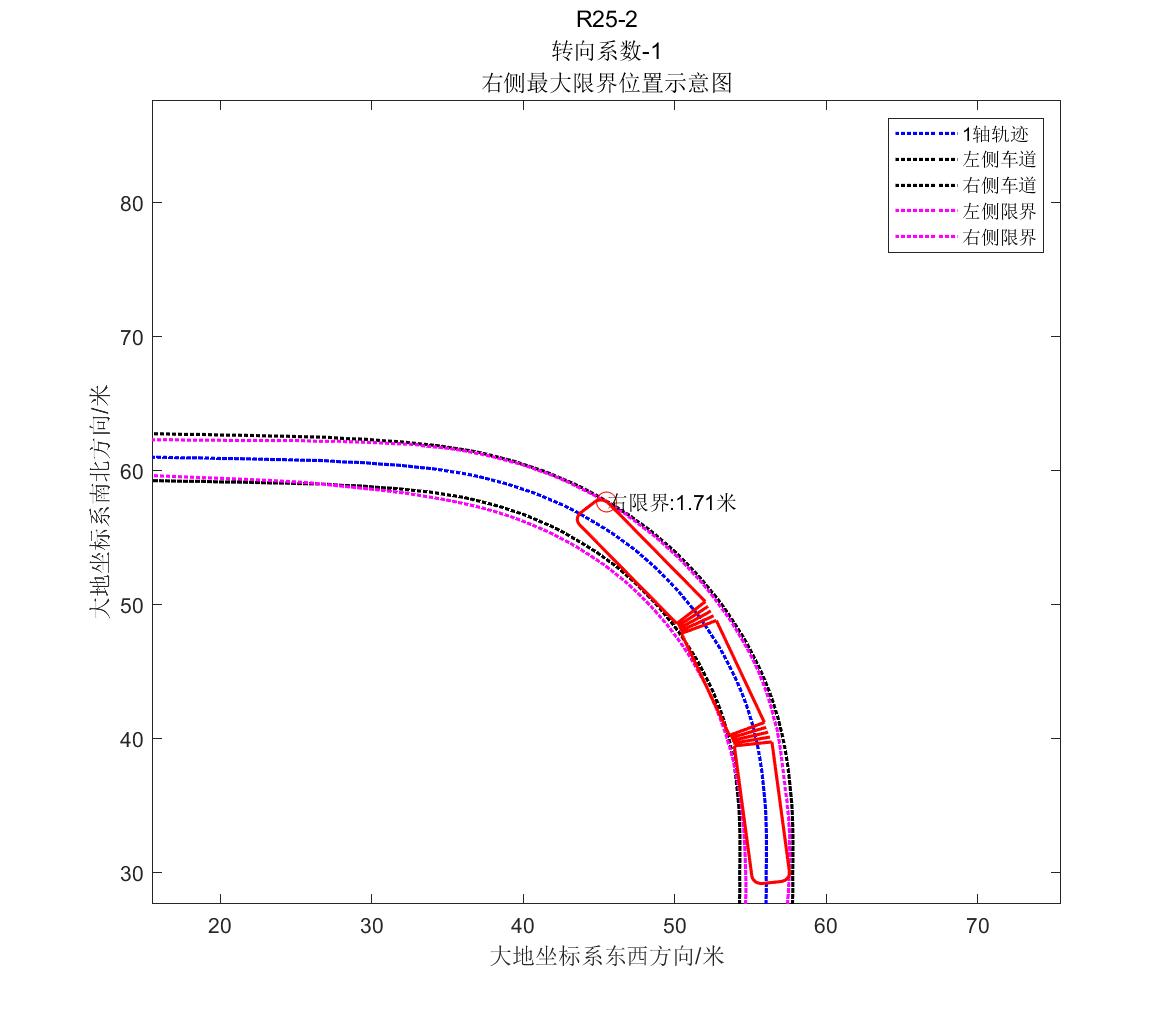 R25-2
转向系数-1
右侧最大限界位置示意图
1轴轨迹
左侧车道
右侧车道
左侧限界
右侧限界
80
70
60
50
40
30
大地坐标系南北方向/米
右限界:1.71米
20
30
40
50
60
70
大地坐标系东西方向/米